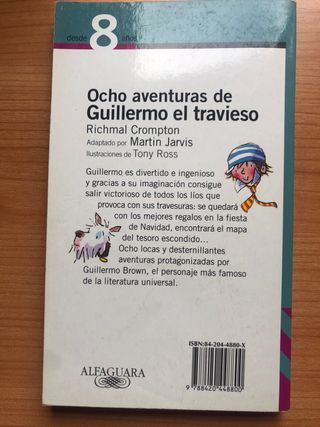 desde 8 años
Ocho aventuras de
Guillermo el travieso
Richmal Crompton
Adaptado por Martin Jarvis
Ilustraciones de Tony Ross
Guillermo es divertido e ingenioso
y gracias a su imaginación consigue
salir victorioso de todos los líos que
provoca con sus travesuras: se quedará
con los mejores regalos en la fiesta
de Navidad, encontrará el mapa
del tesoro escondido...
Ocho locas y desternillantes
aventuras protagonizadas por
Guillermo Brown, el personaje más famoso
de la literatura universal.
ISBN:84-204-4880-X
9 788420 448800
ALFAGUARA